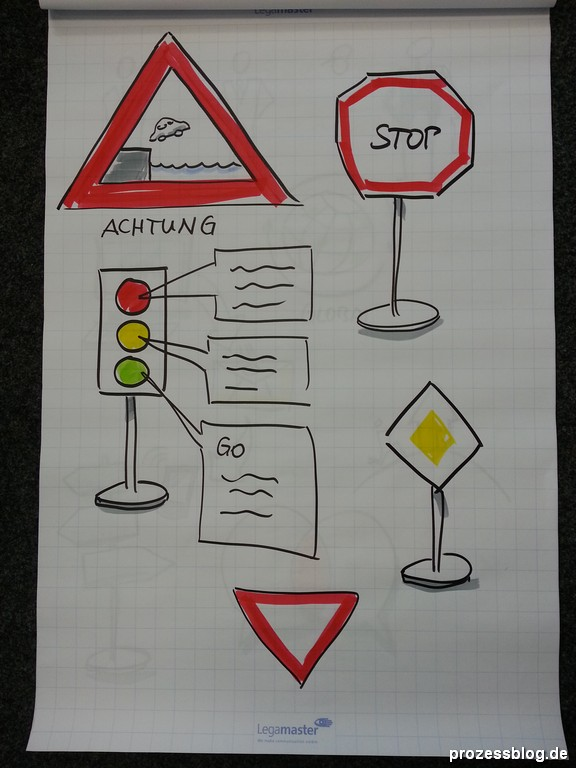 Legamaster
STOP
ACHTUNG
GO
Legamaster
prozessblog.de